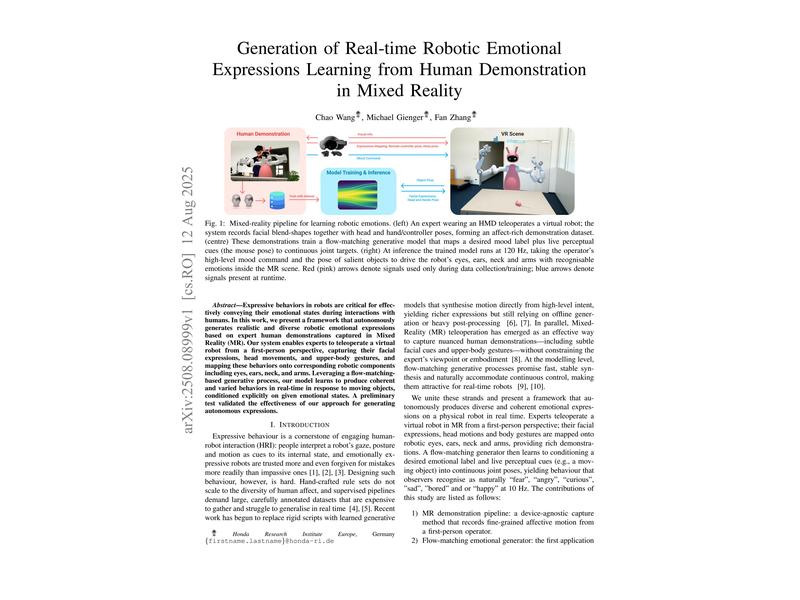 Generation of Real-time Robotic Emotional
Expressions Learning from Human Demonstration
in Mixed Reality
Chao Wang, Michael Gienger, Fan Zhang
Human Demonstration
VR Scene
Model Training & Inference
Mood Command
Object Pose
Fig. 1: Mixed-reality pipeline for learning robotic emotions. (left) An expert wearing an HMD teleoperates a virtual robot; the
system records facial blend-shapes together with head and hand/controller poses, forming an affect-rich demonstration dataset.
(centre) These demonstrations train a flow-matching generative model that maps a desired mood label plus live perceptual
cues (the mouse pose) to continuous joint targets. (right) At inference the trained model runs at 120 Hz, taking the operator's
high-level mood command and the pose of salient objects to drive the robot's eyes, ears, neck and arms with recognisable
emotions inside the MR scene. Red (pink) arrows denote signals used only during data collection/training; blue arrows denote
signals present at runtime.
arXiv:2508.08999v1 [cs.RO] 12 Aug 2025
Abstract—Expressive behaviors in robots are critical for effec-
tively conveying their emotional states during interactions with
humans. In this work, we present a framework that autonomously
generates realistic and diverse robotic emotional expressions
based on expert human demonstrations captured in Mixed
Reality (MR). Our system enables experts to teleoperate a
virtual robot from a first-person perspective, capturing their facial
expressions, head movements, and upper-body gestures, and
mapping these behaviors onto corresponding robotic components
including eyes, ears, neck, and arms. Leveraging a flow-matching-
based generative process, our model learns to produce coherent
and varied behaviors in real-time in response to moving objects,
conditioned explicitly on given emotional states. A preliminary
test validated the effectiveness of our approach for generating
autonomous expressions.
I. INTRODUCTION
Expressive behaviour is a cornerstone of engaging human-
robot interaction (HRI): people interpret a robot's gaze, posture
and motion as cues to its internal state, and emotionally ex-
pressive robots are trusted more and even forgiven for mistakes
more readily than impassive ones [1], [2], [3]. Designing such
behaviour, however, is hard. Hand-crafted rule sets do not
scale to the diversity of human affect, and supervised pipelines
demand large, carefully annotated datasets that are expensive
to gather and struggle to generalise in real time [4], [5]. Recent
work has begun to replace rigid scripts with learned generative
Honda Research Institute Europe, Germany
{firstname.lastname}@honda-ri.de
models that synthesise motion directly from high-level intent,
yielding richer expressions but still relying on offline gener-
ation or heavy post-processing [6], [7]. In parallel, Mixed-
Reality (MR) teleoperation has emerged as an effective way
to capture nuanced human demonstrations—including subtle
facial cues and upper-body gestures—without constraining the
expert's viewpoint or embodiment [8]. At the modelling level,
flow-matching generative processes promise fast, stable syn-
thesis and naturally accommodate continuous control, making
them attractive for real-time robots [9], [10].
We unite these strands and present a framework that au-
tonomously produces diverse and coherent emotional expres-
sions on a physical robot in real time. Experts teleoperate a
virtual robot in MR from a first-person perspective; their facial
expressions, head motions and body gestures are mapped onto
robotic eyes, ears, neck and arms, providing rich demonstra-
tions. A flow-matching generator then learns to conditioning a
desired emotional label and live perceptual cues (e.g., a mov-
ing object) into continuous joint poses, yielding behaviour that
observers recognise as naturally “fear”, “angry”, “curious”,
"sad", "bored" and or “happy” at 10 Hz. The contributions of
this study are listed as follows:
1) MR demonstration pipeline: a device-agnostic capture
method that records fine-grained affective motion from
a first-person operator.
2) Flow-matching emotional generator: the first application